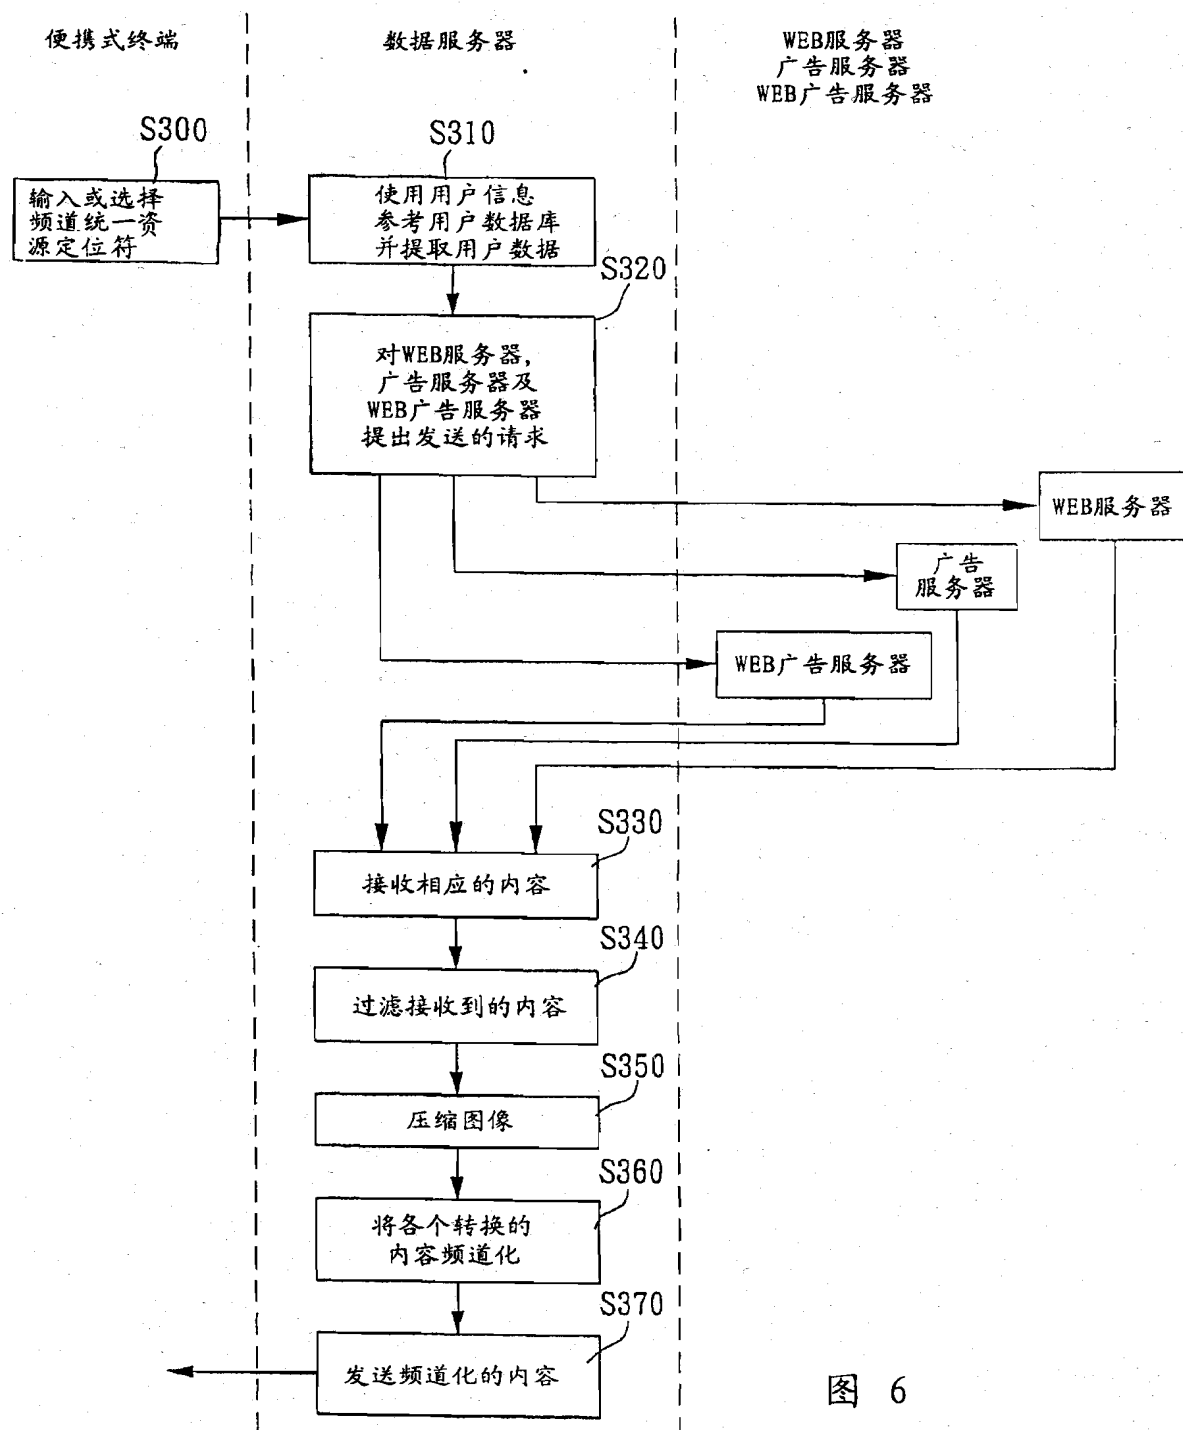 便携式终端
数据服务器
WEB服务器
广告服务器
WEB广告服务器
S300
输入或选择
频道统一资
源定位符
S310
使用用户信息
参考用户数据库
并提取用户数据
S320
对WEB服务器,
广告服务器及
WEB广告服务器
提出发送的请求
WEB服务器
广告
服务器
WEB广告服务器
S330
接收相应的内容
S340
过滤接收到的内容
S350
压缩图像
S360
将各个转换的
内容频道化
S370
发送频道化的内容
图 6